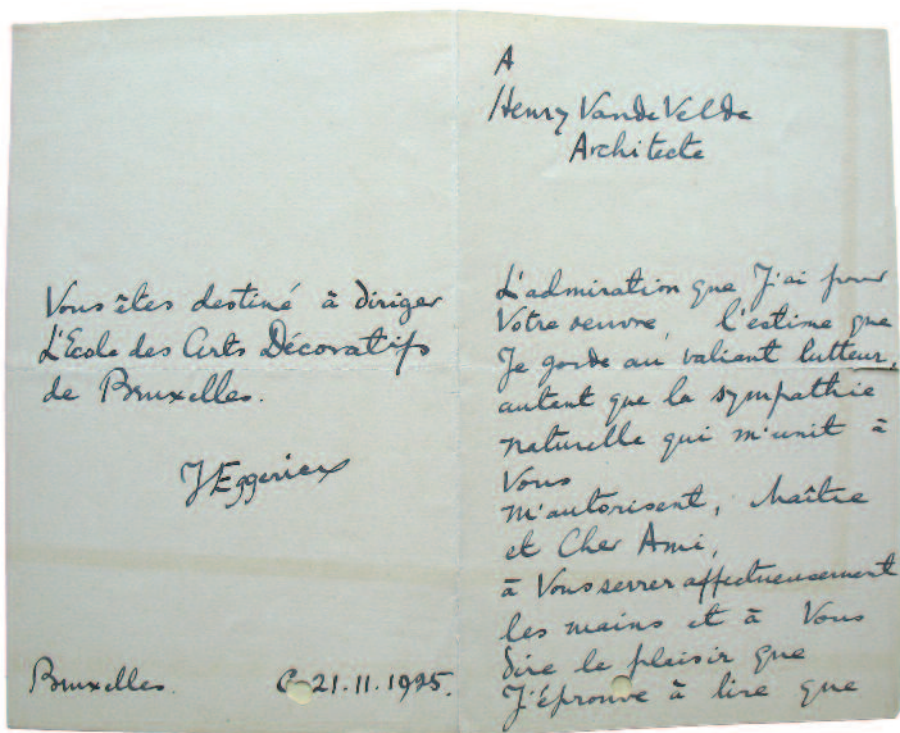 A
Henry Van de Velde
Architecte
L'admiration que J'ai pour
Votre oeuvre, l'estime que
Je garde au valiant lutteur,
autant que la sympathie
naturelle qui m'unit à
Vous
m'autorisent, Maître
et Cher Ami,
à Vous serrer affectueusement
les mains et à Vous
dire le plaisir que
J'éprouve à lire que
Vous êtes destiné à diriger
L'Ecole des Arts Décoratifs
de Bruxelles.
J Eggericx
Bruxelles. 21.11.1925.